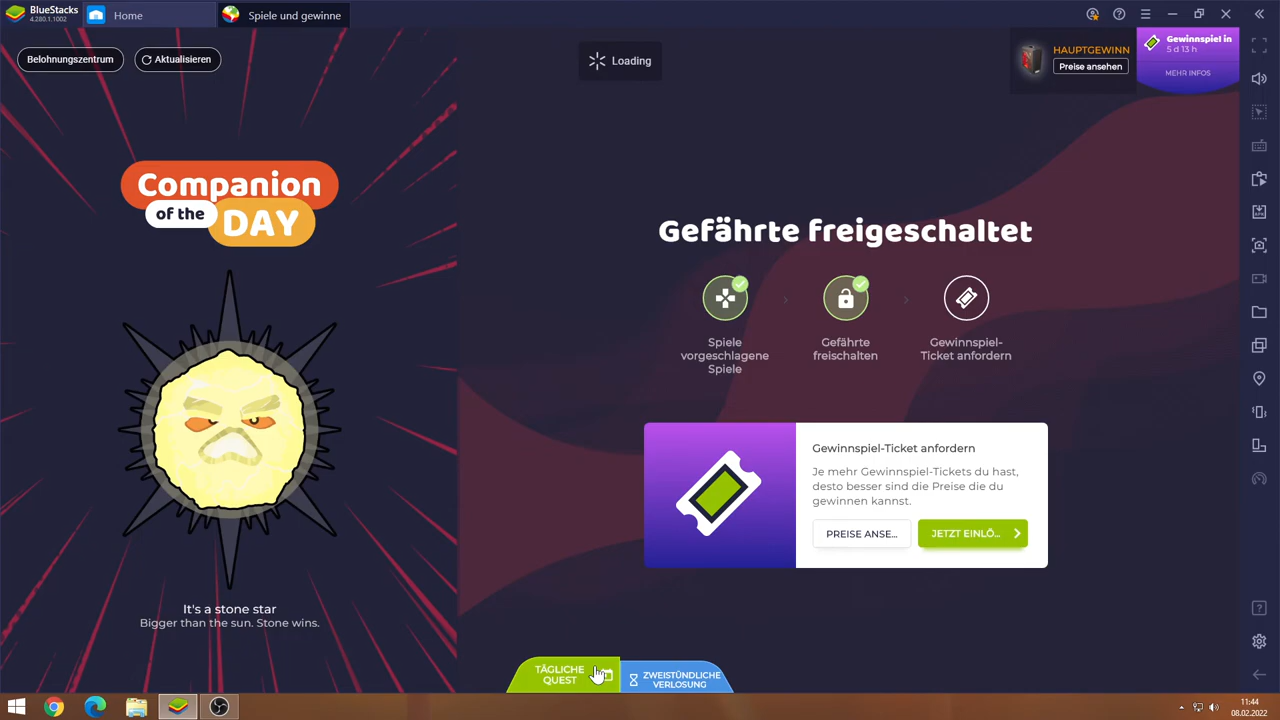 BlueStacks
4.280.1.1002
Home
Spiele und gewinne
Belohnungszentrum
Aktualisieren
Loading
HAUPTGEWINN
Preise ansehen
Gewinnspiel in
5 d 13 h
MEHR INFOS
Companion
of the
DAY
Gefährte freigeschaltet
Spiele
vorgeschlagene
Spiele
Gefährte
freischalten
Gewinnspiel-
Ticket anfordern
Gewinnspiel-Ticket anfordern
Je mehr Gewinnspiel-Tickets du hast,
desto besser sind die Preise die du
gewinnen kannst.
PREISE ANSE...
JETZT EINLÖ...
It's a stone star
Bigger than the sun. Stone wins.
TÄGLICHE
QUEST
ZWEISTÜNDLICHE
VERLOSUNG
11:44
08.02.2022